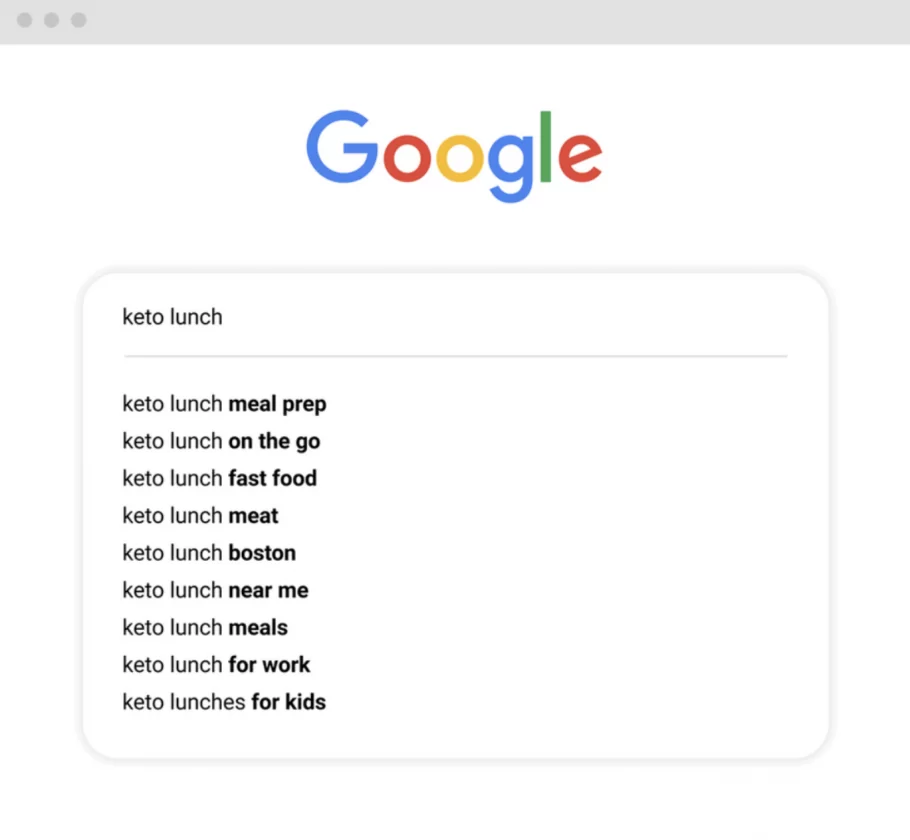 Google
keto lunch
keto lunch meal prep
keto lunch on the go
keto lunch fast food
keto lunch meat
keto lunch boston
keto lunch near me
keto lunch meals
keto lunch for work
keto lunches for kids